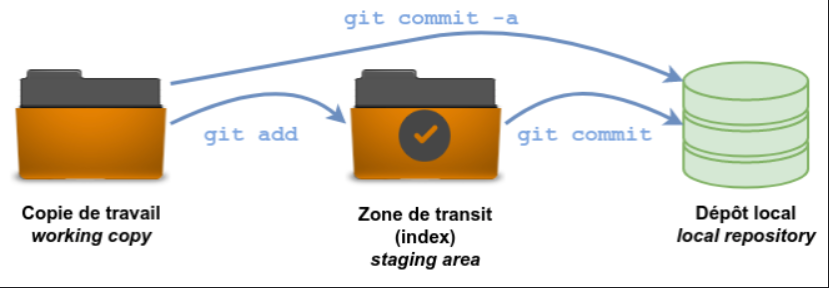 git commit -a
git add
git commit
Copie de travail
working copy
Zone de transit
(index)
staging area
Dépôt local
local repository